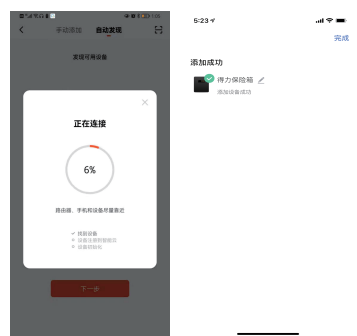 手动添加 自动发现
发现可用设备
正在连接
6%
路由器、手机和设备尽量靠近
找到设备
设备注册到智能云
设备初始化
下一步
5:23
完成
添加成功
得力保险箱
添加设备成功